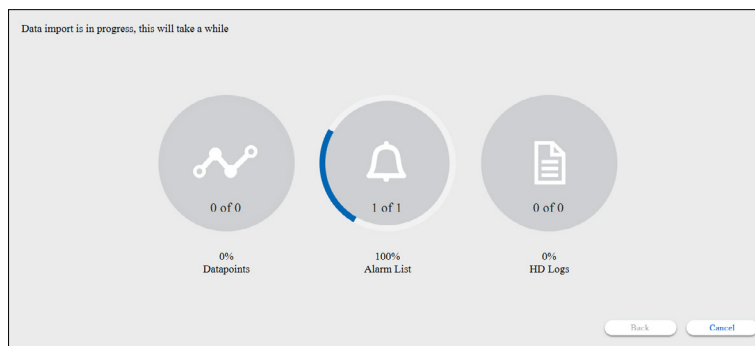 Data import is in progress, this will take a while
0 of 0
1 of 1
0 of 0
0%
100%
0%
Datapoints
Alarm List
HD Logs
Back
Cancel